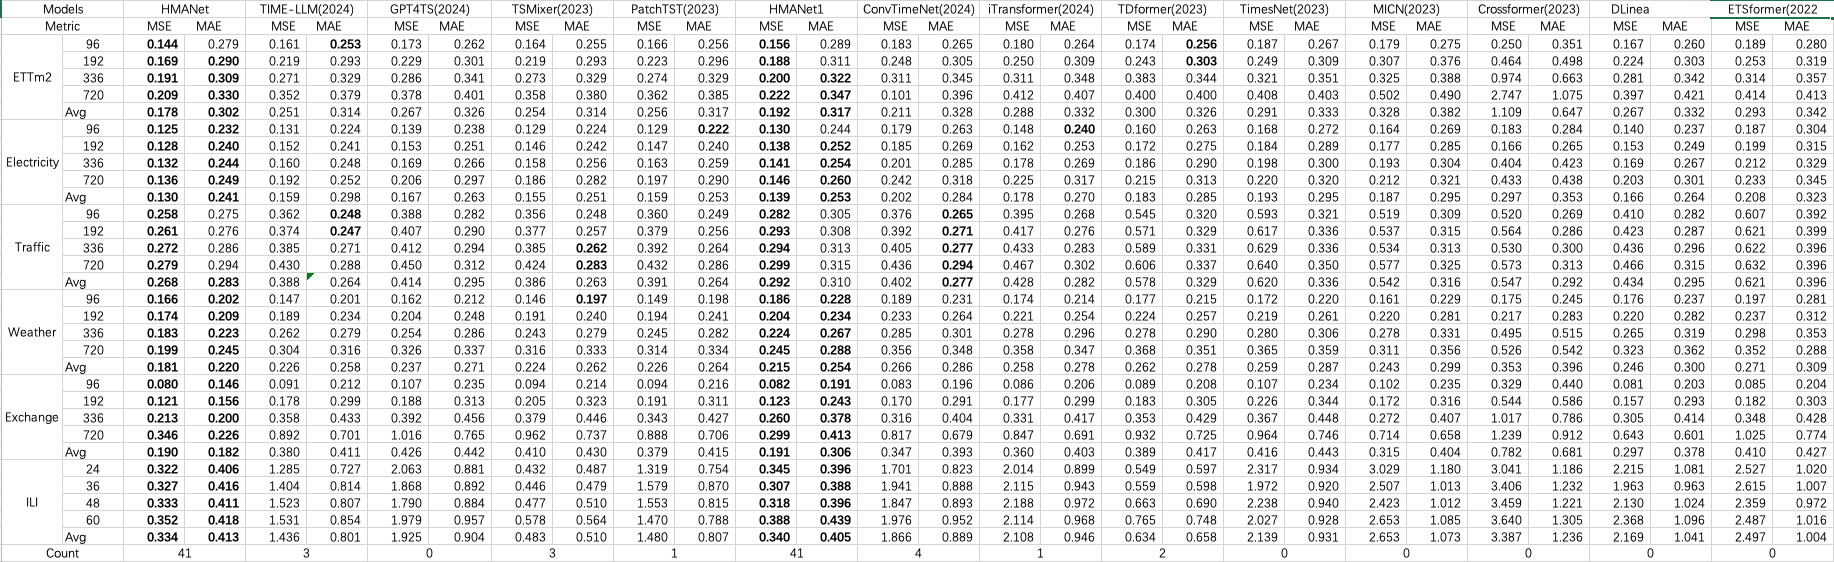 Models HMANet TIME-LLM(2024) GPT4TS(2024) TSMixer(2023) PatchTST(2023) HMANet1 ConvTimeNet(2024) iTransformer(2024) TDformer(2023) TimesNet(2023) MICN(2023) Crossformer(2023) DLinea ETSformer(2022
Metric MSE MAE MSE MAE MSE MAE MSE MAE MSE MAE MSE MAE MSE MAE MSE MAE MSE MAE MSE MAE MSE MAE MSE MAE MSE MAE MSE MAE
96 0.144 0.279 0.161 0.253 0.173 0.262 0.164 0.255 0.166 0.256 0.156 0.289 0.183 0.265 0.180 0.264 0.174 0.256 0.187 0.267 0.179 0.275 0.250 0.351 0.167 0.260 0.189 0.280
192 0.169 0.290 0.219 0.293 0.229 0.301 0.219 0.293 0.223 0.296 0.188 0.311 0.248 0.305 0.250 0.309 0.243 0.303 0.249 0.309 0.307 0.376 0.464 0.498 0.224 0.303 0.253 0.319
ETTm2 336 0.191 0.309 0.271 0.329 0.286 0.341 0.273 0.329 0.274 0.329 0.200 0.322 0.311 0.345 0.311 0.348 0.383 0.344 0.321 0.351 0.325 0.388 0.974 0.663 0.281 0.342 0.314 0.357
720 0.209 0.330 0.352 0.379 0.378 0.401 0.358 0.380 0.362 0.385 0.222 0.347 0.101 0.396 0.412 0.407 0.400 0.400 0.408 0.403 0.502 0.490 2.747 1.075 0.397 0.421 0.414 0.413
Avg 0.178 0.302 0.251 0.314 0.267 0.326 0.254 0.314 0.256 0.317 0.192 0.317 0.211 0.328 0.288 0.332 0.300 0.326 0.291 0.333 0.328 0.382 1.109 0.647 0.267 0.332 0.293 0.342
96 0.125 0.232 0.131 0.224 0.139 0.238 0.129 0.224 0.129 0.222 0.130 0.244 0.179 0.263 0.148 0.240 0.160 0.263 0.168 0.272 0.164 0.269 0.183 0.284 0.140 0.237 0.187 0.304
192 0.128 0.240 0.152 0.241 0.153 0.251 0.146 0.242 0.147 0.240 0.138 0.252 0.185 0.269 0.162 0.253 0.172 0.275 0.184 0.289 0.177 0.285 0.166 0.265 0.153 0.249 0.199 0.315
Electricity 336 0.132 0.244 0.160 0.248 0.169 0.266 0.158 0.256 0.163 0.259 0.141 0.254 0.201 0.285 0.178 0.269 0.186 0.290 0.198 0.300 0.193 0.304 0.404 0.423 0.169 0.267 0.212 0.329
720 0.136 0.249 0.192 0.252 0.206 0.297 0.186 0.282 0.197 0.290 0.146 0.260 0.242 0.318 0.225 0.317 0.215 0.313 0.220 0.320 0.212 0.321 0.433 0.438 0.203 0.301 0.233 0.345
Avg 0.130 0.241 0.159 0.298 0.167 0.263 0.155 0.251 0.159 0.253 0.139 0.253 0.202 0.284 0.178 0.270 0.183 0.285 0.193 0.295 0.187 0.295 0.297 0.353 0.166 0.264 0.208 0.323
96 0.258 0.275 0.362 0.248 0.388 0.282 0.356 0.248 0.360 0.249 0.282 0.305 0.376 0.265 0.395 0.268 0.545 0.320 0.593 0.321 0.519 0.309 0.520 0.269 0.410 0.282 0.607 0.392
192 0.261 0.276 0.374 0.247 0.407 0.290 0.377 0.257 0.379 0.256 0.293 0.308 0.392 0.271 0.417 0.276 0.571 0.329 0.617 0.336 0.537 0.315 0.564 0.286 0.423 0.287 0.621 0.399
Traffic 336 0.272 0.286 0.385 0.271 0.412 0.294 0.385 0.262 0.392 0.264 0.294 0.313 0.405 0.277 0.433 0.283 0.589 0.331 0.629 0.336 0.534 0.313 0.530 0.300 0.436 0.296 0.622 0.396
720 0.279 0.294 0.430 0.288 0.450 0.312 0.424 0.283 0.432 0.286 0.299 0.315 0.436 0.294 0.467 0.302 0.606 0.337 0.640 0.350 0.577 0.325 0.573 0.313 0.466 0.315 0.632 0.396
Avg 0.268 0.283 0.388 0.264 0.414 0.295 0.386 0.263 0.391 0.264 0.292 0.310 0.402 0.277 0.428 0.282 0.578 0.329 0.620 0.336 0.542 0.316 0.547 0.292 0.434 0.295 0.621 0.396
96 0.166 0.202 0.147 0.201 0.162 0.212 0.146 0.197 0.149 0.198 0.186 0.228 0.189 0.231 0.174 0.214 0.177 0.215 0.172 0.220 0.161 0.229 0.175 0.245 0.176 0.237 0.197 0.281
192 0.174 0.209 0.189 0.234 0.204 0.248 0.191 0.240 0.194 0.241 0.204 0.234 0.233 0.264 0.221 0.254 0.224 0.257 0.219 0.261 0.220 0.281 0.217 0.283 0.220 0.282 0.237 0.312
Weather 336 0.183 0.223 0.262 0.279 0.254 0.286 0.243 0.279 0.245 0.282 0.224 0.267 0.285 0.301 0.278 0.296 0.278 0.290 0.280 0.306 0.278 0.331 0.495 0.515 0.265 0.319 0.298 0.353
720 0.199 0.245 0.304 0.316 0.326 0.337 0.316 0.333 0.314 0.334 0.245 0.288 0.356 0.348 0.358 0.347 0.368 0.351 0.365 0.359 0.311 0.356 0.526 0.542 0.323 0.362 0.352 0.288
Avg 0.181 0.220 0.226 0.258 0.237 0.271 0.224 0.262 0.226 0.264 0.215 0.254 0.266 0.286 0.258 0.278 0.262 0.278 0.259 0.287 0.243 0.299 0.353 0.396 0.246 0.300 0.271 0.309
96 0.080 0.146 0.091 0.212 0.107 0.235 0.094 0.214 0.094 0.216 0.082 0.191 0.083 0.196 0.086 0.206 0.089 0.208 0.107 0.234 0.102 0.235 0.329 0.440 0.081 0.203 0.085 0.204
192 0.121 0.156 0.178 0.299 0.188 0.313 0.205 0.323 0.191 0.311 0.123 0.243 0.170 0.291 0.177 0.299 0.183 0.305 0.226 0.344 0.172 0.316 0.544 0.586 0.157 0.293 0.182 0.303
Exchange 336 0.213 0.200 0.358 0.433 0.392 0.456 0.379 0.446 0.343 0.427 0.260 0.378 0.316 0.404 0.331 0.417 0.353 0.429 0.367 0.448 0.272 0.407 1.017 0.786 0.305 0.414 0.348 0.428
720 0.346 0.226 0.892 0.701 1.016 0.765 0.962 0.737 0.888 0.706 0.299 0.413 0.817 0.679 0.847 0.691 0.932 0.725 0.964 0.746 0.714 0.658 1.239 0.912 0.643 0.601 1.025 0.774
Avg 0.190 0.182 0.380 0.411 0.426 0.442 0.410 0.430 0.379 0.415 0.191 0.306 0.347 0.393 0.360 0.403 0.389 0.417 0.416 0.443 0.315 0.404 0.782 0.681 0.297 0.378 0.410 0.427
24 0.322 0.406 1.285 0.727 2.063 0.881 0.432 0.487 1.319 0.754 0.345 0.396 1.701 0.823 2.014 0.899 0.549 0.597 2.317 0.934 3.029 1.180 3.041 1.186 2.215 1.081 2.527 1.020
36 0.327 0.416 1.404 0.814 1.868 0.892 0.446 0.479 1.579 0.870 0.307 0.388 1.941 0.888 2.115 0.943 0.559 0.598 1.972 0.920 2.507 1.013 3.406 1.232 1.963 0.963 2.615 1.007
ILI 48 0.333 0.411 1.523 0.807 1.790 0.884 0.477 0.510 1.553 0.815 0.318 0.396 1.847 0.893 2.188 0.972 0.663 0.690 2.238 0.940 2.423 1.012 3.459 1.221 2.130 1.024 2.359 0.972
60 0.352 0.418 1.531 0.854 1.979 0.957 0.578 0.564 1.470 0.788 0.388 0.439 1.976 0.952 2.114 0.968 0.765 0.748 2.027 0.928 2.653 1.085 3.640 1.305 2.368 1.096 2.487 1.016
Avg 0.334 0.413 1.436 0.801 1.925 0.904 0.483 0.510 1.480 0.807 0.340 0.405 1.866 0.889 2.108 0.946 0.634 0.658 2.139 0.931 2.653 1.073 3.387 1.236 2.169 1.041 2.497 1.004
Count 41 3 0 3 1 41 4 1 2 0 0 0 0 0